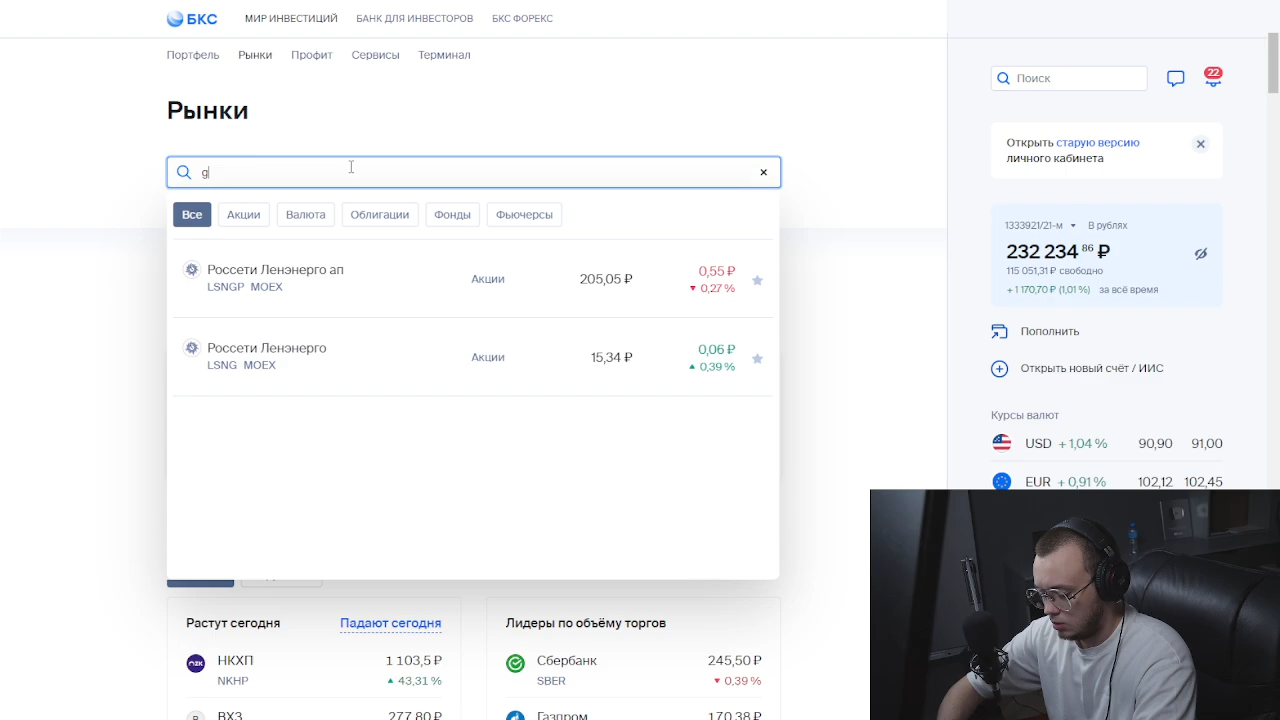 БКС
МИР ИНВЕСТИЦИЙ
БАНК ДЛЯ ИНВЕСТОРОВ
БКС ФОРЕКС
Портфель
Рынки
Профит
Сервисы
Терминал
Поиск
22
Рынки
g
Открыть старую версию
личного кабинета
Все
Акции
Валюта
Облигации
Фонды
Фьючерсы
Россети Ленэнерго ап
LSNGP MOEX
Акции
205,05 ₽
0,55 ₽
0,27 %
Россети Ленэнерго
LSNG MOEX
Акции
15,34 ₽
0,06 ₽
0,39 %
1333921/21-м
В рублях
232 234 86 ₽
115 051,31 ₽ свободно
+ 1 170,70 ₽ (1,01 %) за всё время
Пополнить
Открыть новый счёт / ИИС
Курсы валют
USD + 1,04 % 90,90 91,00
EUR + 0,91 % 102,12 102,45
Растут сегодня
Падают сегодня
НКХП
NKHP
1 103,5 ₽
43,31 %
ВХЗ
277,80 ₽
Лидеры по объёму торгов
Сбербанк
SBER
245,50 ₽
0,39 %
Газпром
170,38 ₽